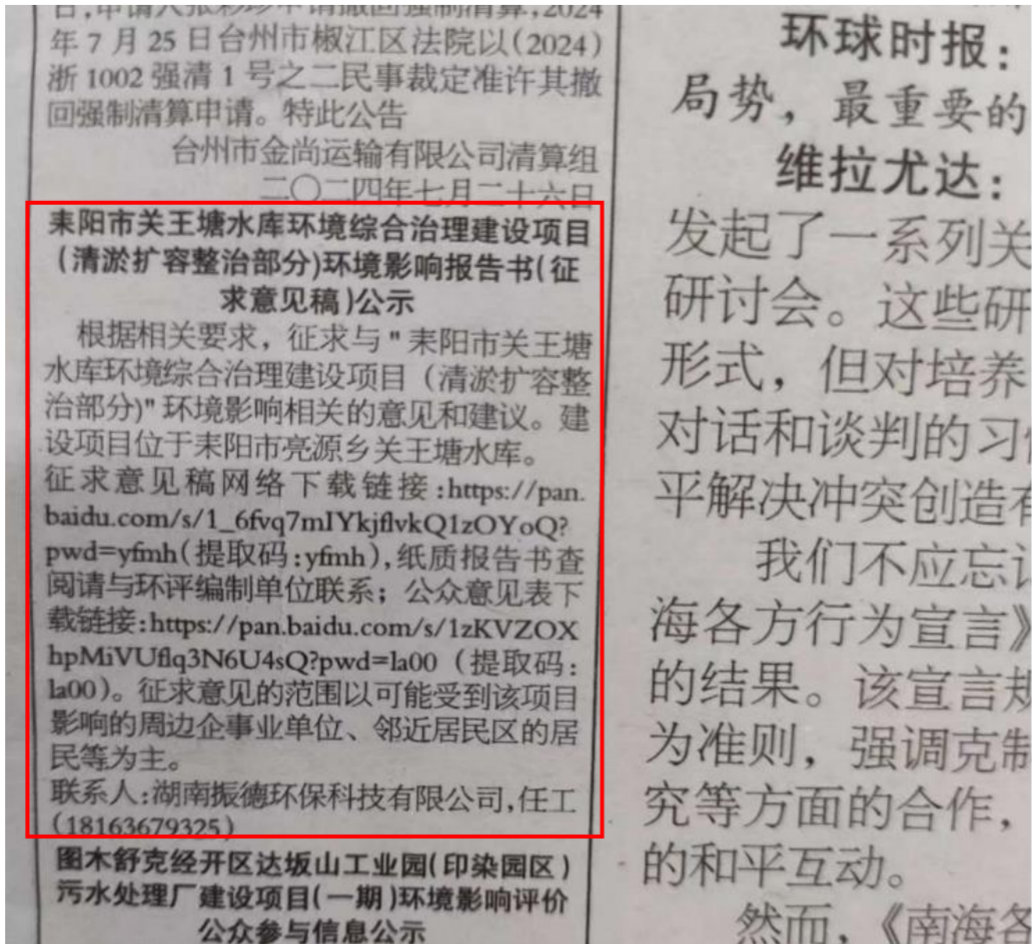 日,申请人张彩珍申请撤回强制清算,2024
年7月25日台州市椒江区法院以(2024)
浙1002强清1号之二民事裁定准许其撤
回强制清算申请。特此公告
台州市金尚运输有限公司清算组
二〇二四年七月二十六日
耒阳市关王塘水库环境综合治理建设项目
(清淤扩容整治部分)环境影响报告书(征
求意见稿)公示
根据相关要求，征求与"耒阳市关王塘
水库环境综合治理建设项目（清淤扩容整
治部分)"环境影响相关的意见和建议。建
设项目位于耒阳市亮源乡关王塘水库。
征求意见稿网络下载链接:https://pan.
baidu.com/s/1_6fvq7mIYkjflvkQ1zOYoQ?
pwd=yfmh(提取码:yfmh),纸质报告书查
阅请与环评编制单位联系；公众意见表下
载链接:https://pan.baidu.com/s/1zKVZOX
hpMiVUflq3N6U4sQ?pwd=la00（提取码:
la00)。征求意见的范围以可能受到该项目
影响的周边企事业单位、邻近居民区的居
民等为主。
联系人:湖南振德环保科技有限公司,任工
(18163679325)
图木舒克经开区达坂山工业园(印染园区)
污水处理厂建设项目(一期)环境影响评价
公众参与信息公示
环球时报:
局势，最重要的
维拉尤达:
发起了一系列关
研讨会。这些研
形式，但对培养
对话和谈判的习
平解决冲突创造
我们不应忘
海各方行为宣言》
的结果。该宣言
为准则，强调克制
究等方面的合作，
的和平互动。
然而，《南海各